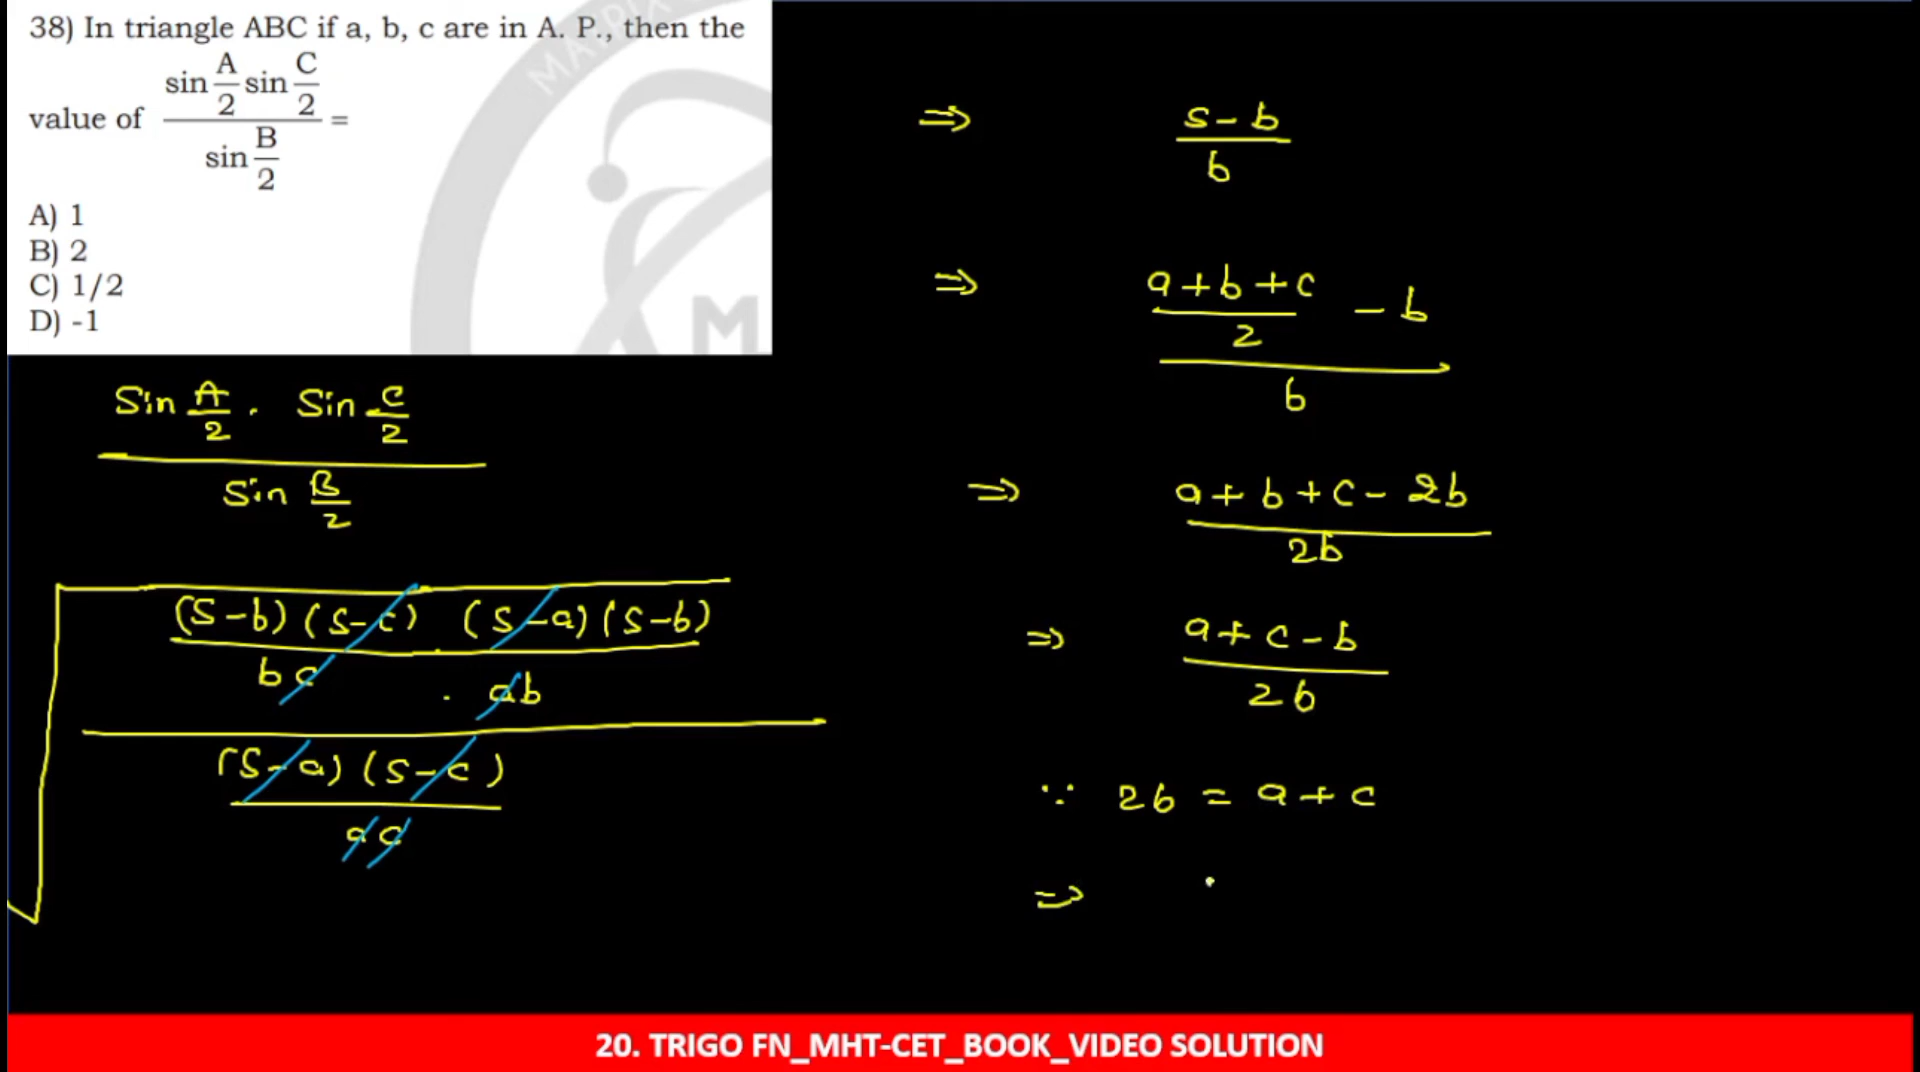 38) In triangle ABC if a, b, c are in A. P., then the
value of (sin A/2 sin C/2) / (sin B/2) =
A) 1
B) 2
C) 1/2
D) -1
M
Sin A/2 . Sin C/2
Sin B/2
(S-b)(S-c) (S-a)(S-b)
bc . ab
(S-a)(S-c)
ac
⇒ S-b
b
⇒ a+b+c
2
- b
b
⇒ a+b+c-2b
2b
⇒ a+c-b
2b
∵ 2b = a+c
⇒
20. TRIGO FN_MHT-CET_BOOK_VIDEO SOLUTION